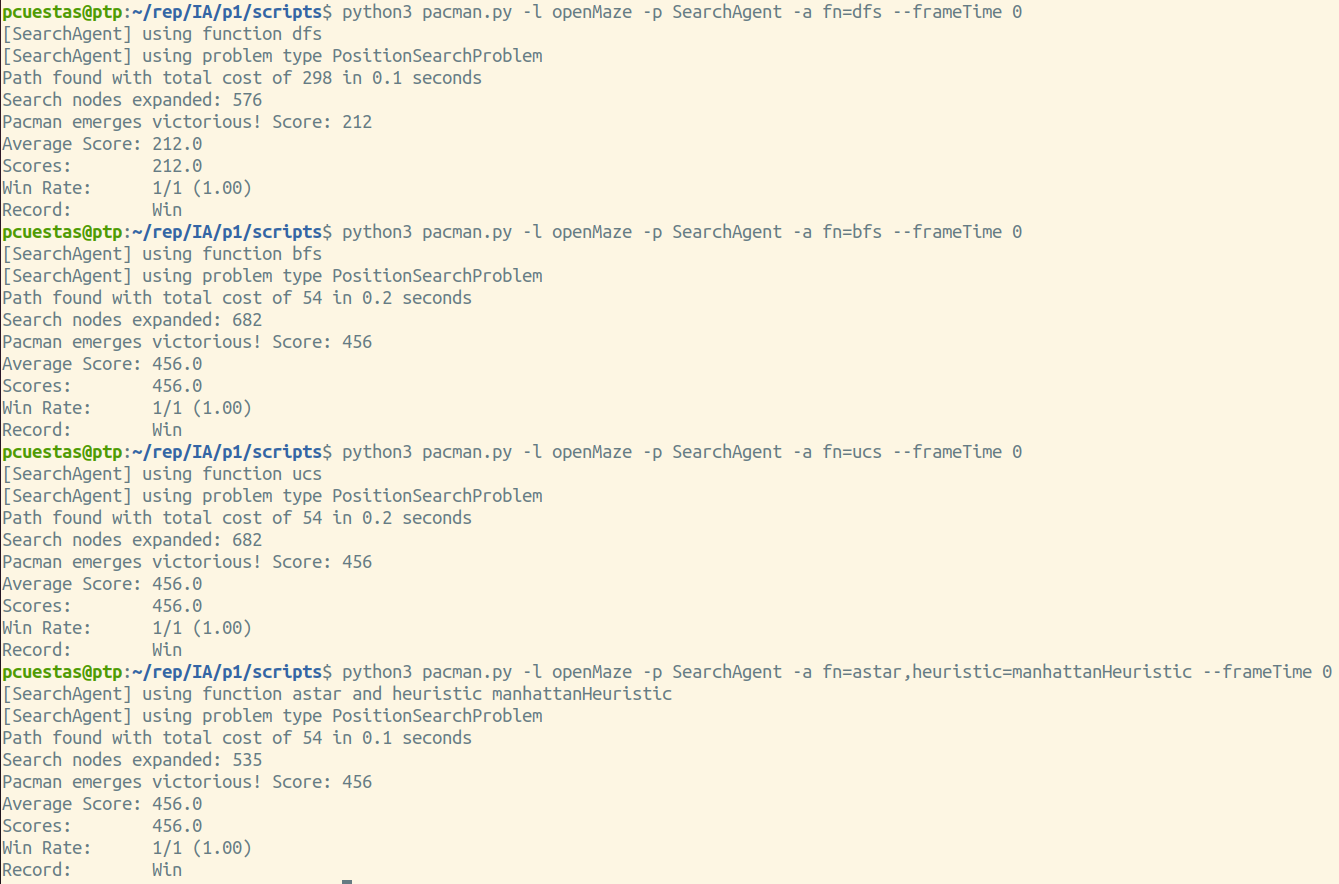 pcuestas@ptp:~/rep/IA/p1/scripts$ python3 pacman.py -l openMaze -p SearchAgent -a fn=dfs --frameTime 0
[SearchAgent] using function dfs
[SearchAgent] using problem type PositionSearchProblem
Path found with total cost of 298 in 0.1 seconds
Search nodes expanded: 576
Pacman emerges victorious! Score: 212
Average Score: 212.0
Scores:        212.0
Win Rate:      1/1 (1.00)
Record:        Win
pcuestas@ptp:~/rep/IA/p1/scripts$ python3 pacman.py -l openMaze -p SearchAgent -a fn=bfs --frameTime 0
[SearchAgent] using function bfs
[SearchAgent] using problem type PositionSearchProblem
Path found with total cost of 54 in 0.2 seconds
Search nodes expanded: 682
Pacman emerges victorious! Score: 456
Average Score: 456.0
Scores:        456.0
Win Rate:      1/1 (1.00)
Record:        Win
pcuestas@ptp:~/rep/IA/p1/scripts$ python3 pacman.py -l openMaze -p SearchAgent -a fn=ucs --frameTime 0
[SearchAgent] using function ucs
[SearchAgent] using problem type PositionSearchProblem
Path found with total cost of 54 in 0.2 seconds
Search nodes expanded: 682
Pacman emerges victorious! Score: 456
Average Score: 456.0
Scores:        456.0
Win Rate:      1/1 (1.00)
Record:        Win
pcuestas@ptp:~/rep/IA/p1/scripts$ python3 pacman.py -l openMaze -p SearchAgent -a fn=astar,heuristic=manhattanHeuristic --frameTime 0
[SearchAgent] using function astar and heuristic manhattanHeuristic
[SearchAgent] using problem type PositionSearchProblem
Path found with total cost of 54 in 0.1 seconds
Search nodes expanded: 535
Pacman emerges victorious! Score: 456
Average Score: 456.0
Scores:        456.0
Win Rate:      1/1 (1.00)
Record:        Win